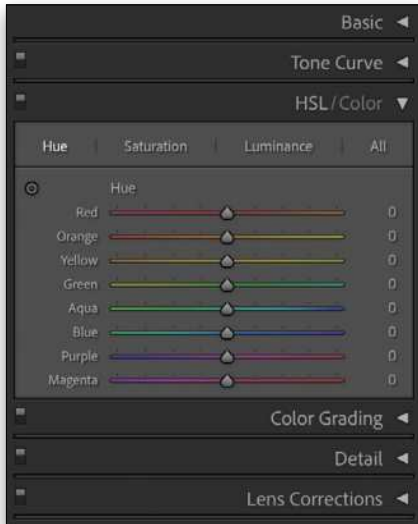 Basic
Tone Curve
HSL / Color
Hue Saturation Luminance All
Hue
Red 0
Orange 0
Yellow 0
Green 0
Aqua 0
Blue 0
Purple 0
Magenta 0
Color Grading
Detail
Lens Corrections